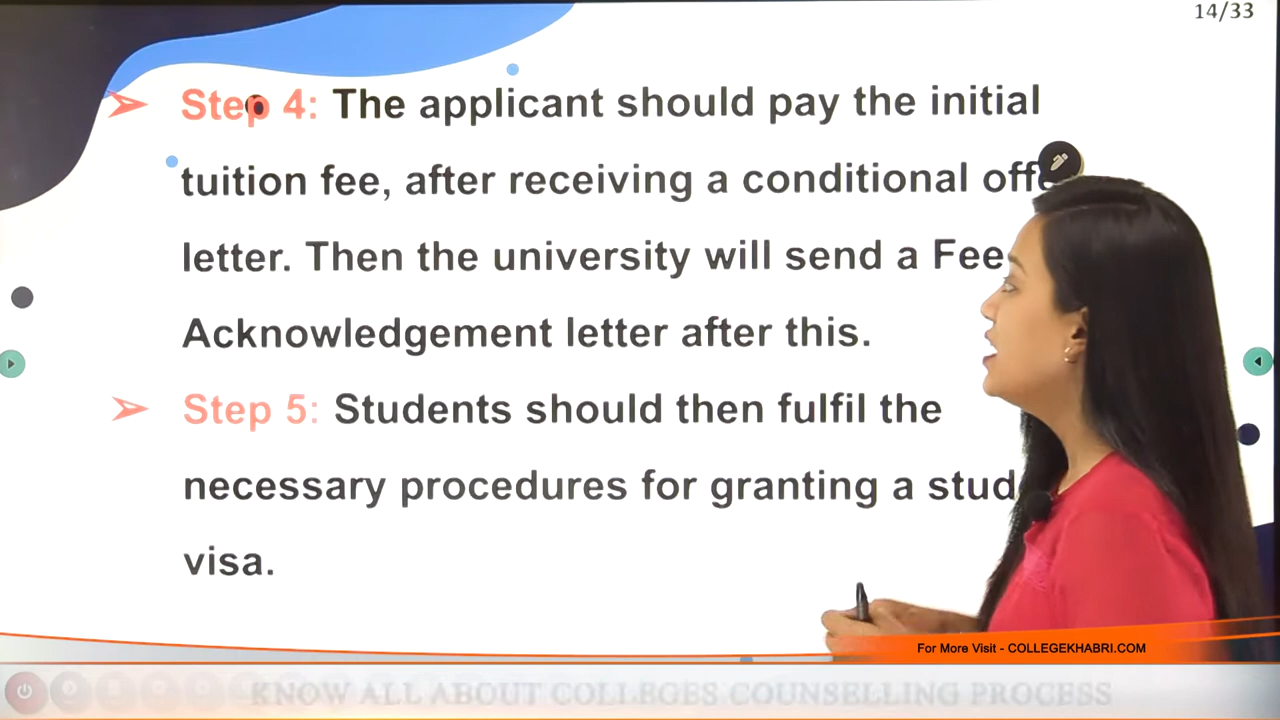 14/33
➢ Step 4: The applicant should pay the initial
tuition fee, after receiving a conditional
letter. Then the university will send a Fee
Acknowledgement letter after this.
➢ Step 5: Students should then fulfil the
necessary procedures for granting a
visa.
For More Visit - COLLEGEKHABRI.COM
KNOW ALL ABOUT COLLEGES COUNSELLING PROCESS